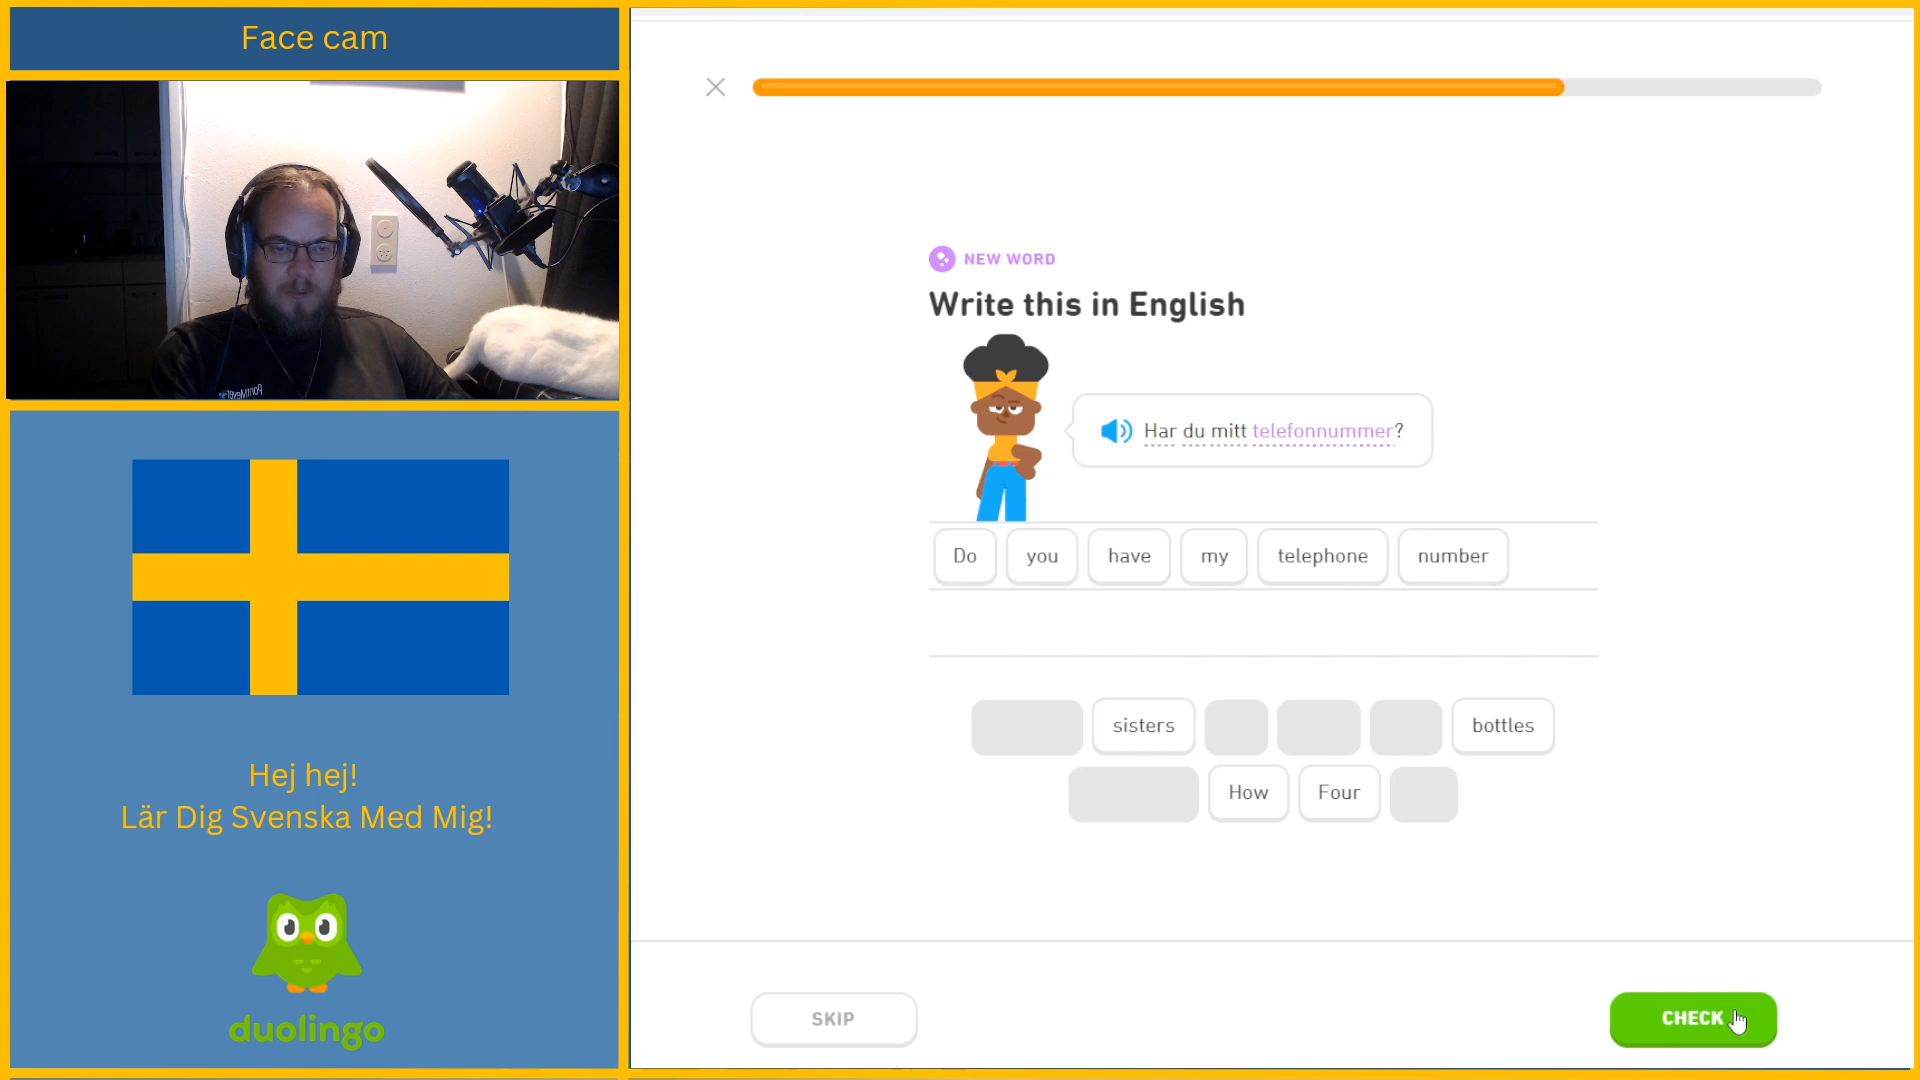 Face cam
NEW WORD
Write this in English
Har du mitt telefonnummer?
Do you have my telephone number
sisters bottles
How Four
SKIP
CHECK
Hej hej!
Lär Dig Svenska Med Mig!
duolingo